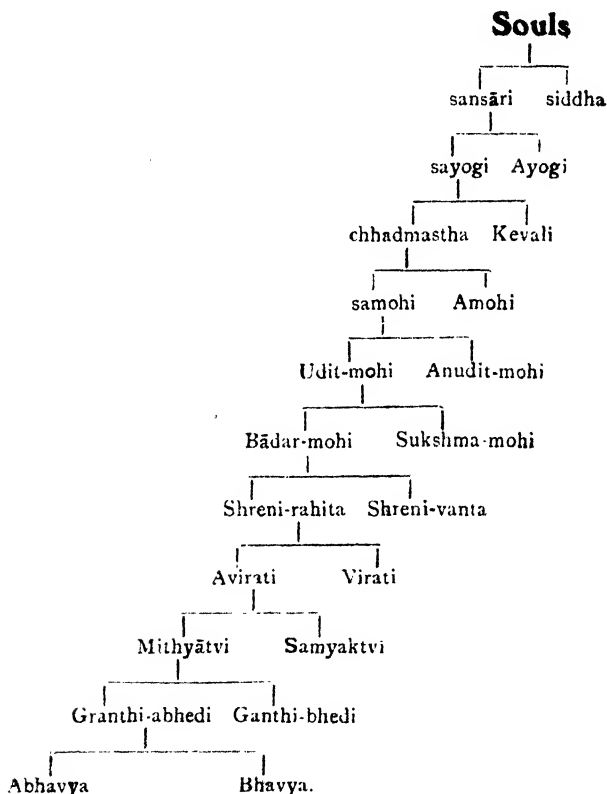 Souls
sansāri siddha
sayogi Ayogi
chhadmastha Kevali
samohi Amohi
Udit-mohi Anudit-mohi
Bādar-mohi Sukshma-mohi
Shreni-rahita Shreni-vanta
Avirati Virati
Mithyātvi Samyaktvi
Granthi-abhedi Ganthi-bhedi
Abhavya Bhavya.